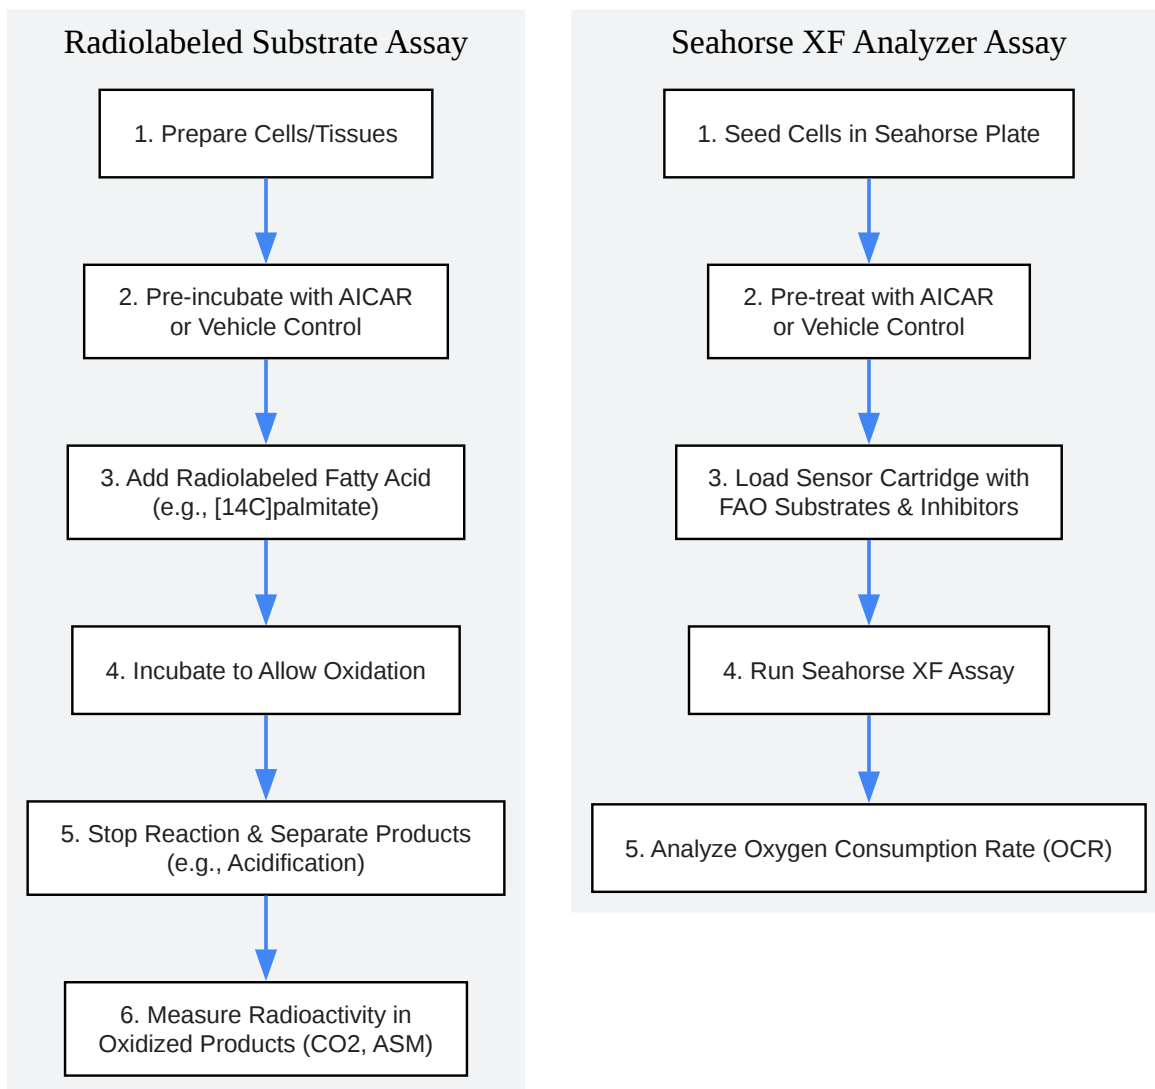 Radiolabeled Substrate Assay
1. Prepare Cells/Tissues
2. Pre-incubate with AICAR
or Vehicle Control
3. Add Radiolabeled Fatty Acid
(e.g., [14C]palmitate)
4. Incubate to Allow Oxidation
5. Stop Reaction & Separate Products
(e.g., Acidification)
6. Measure Radioactivity in
Oxidized Products (CO2, ASM)
Seahorse XF Analyzer Assay
1. Seed Cells in Seahorse Plate
2. Pre-treat with AICAR
or Vehicle Control
3. Load Sensor Cartridge with
FAO Substrates & Inhibitors
4. Run Seahorse XF Assay
5. Analyze Oxygen Consumption Rate (OCR)